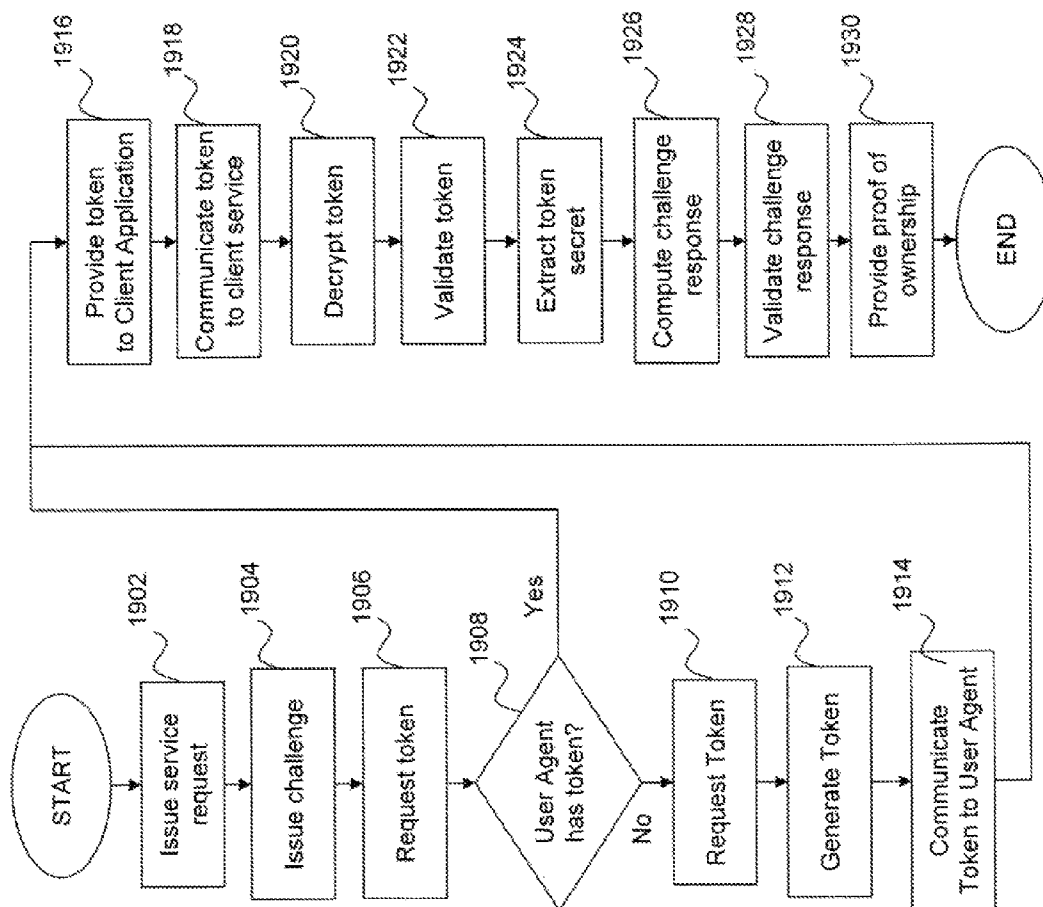 START
1902
Issue service
request
1904
Issue challenge
1906
Request token
1908
User Agent
has token?
Yes
No
1910
Request Token
1912
Generate Token
1914
Communicate
Token to User Agent
1916
Provide token
to Client Application
1918
Communicate token
to client service
1920
Decrypt token
1922
Validate token
1924
Extract token
secret
1926
Compute challenge
response
1928
Validate challenge
response
1930
Provide proof of
ownership
END